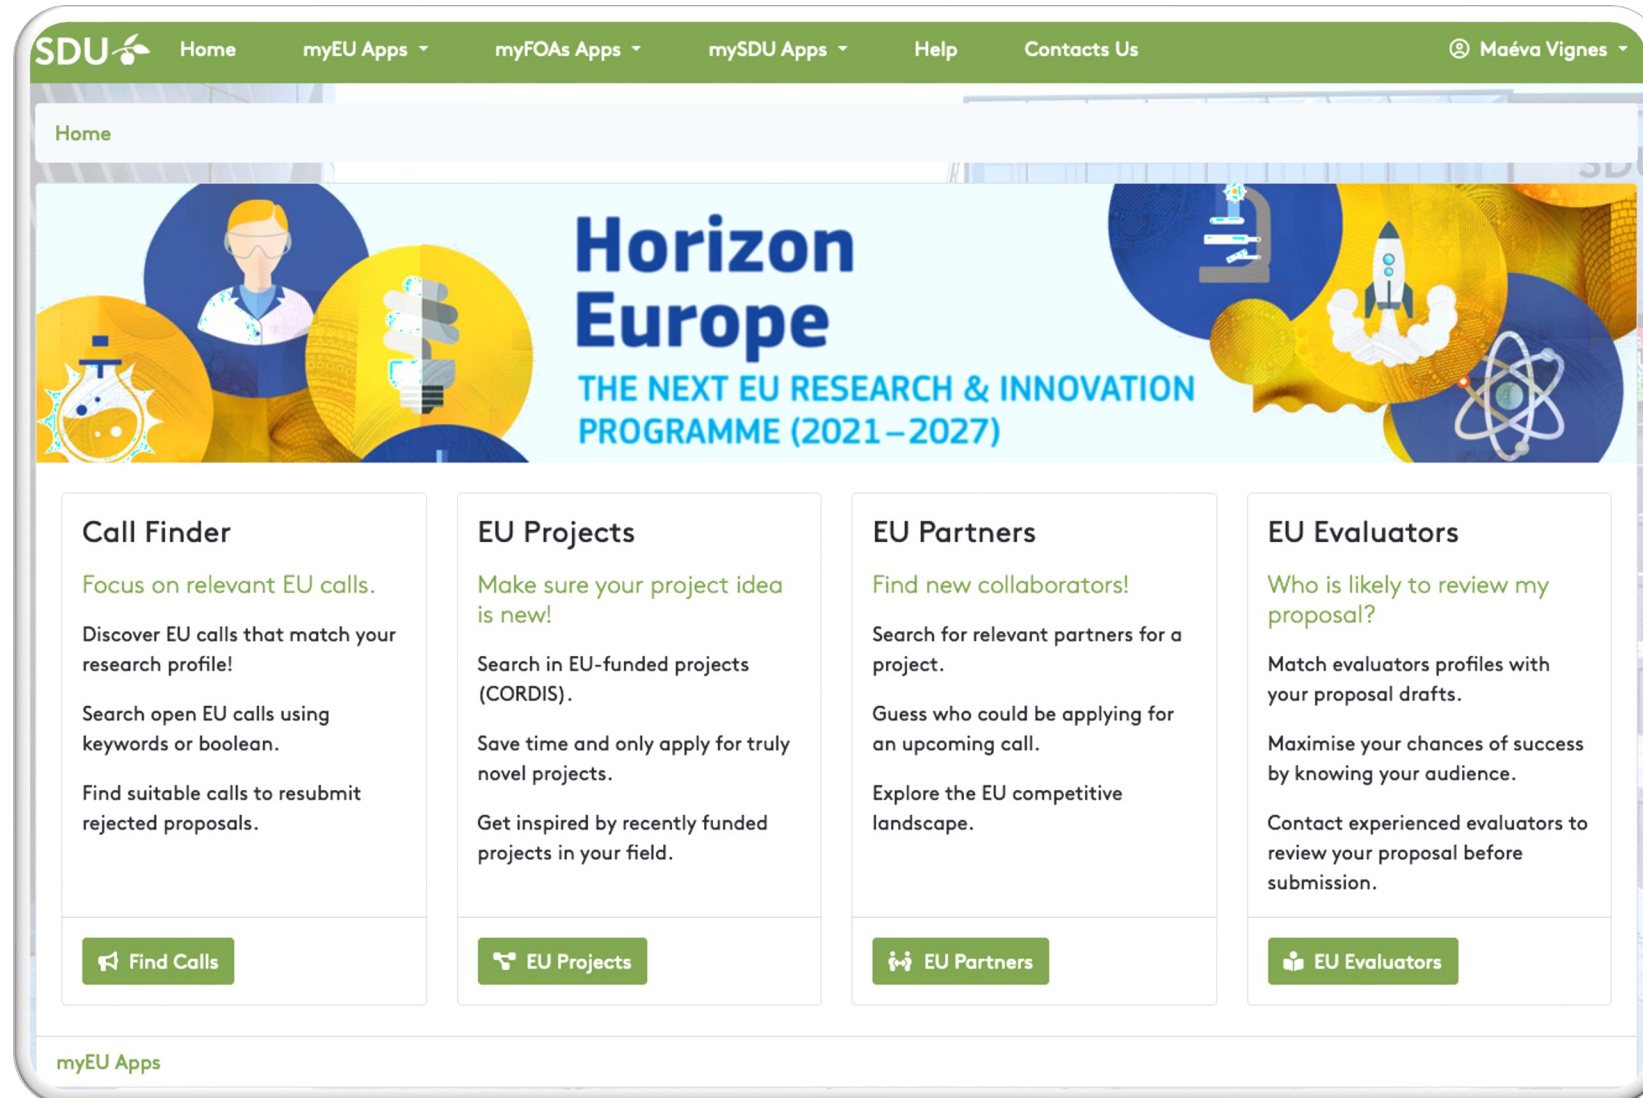 SDU Home myEU Apps myFOAs Apps mySDU Apps Help Contacts Us Maéva Vignes
Home
SDU
Horizon
Europe
THE NEXT EU RESEARCH & INNOVATION
PROGRAMME (2021–2027)
Call Finder
Focus on relevant EU calls.
Discover EU calls that match your
research profile!
Search open EU calls using
keywords or boolean.
Find suitable calls to resubmit
rejected proposals.
Find Calls
EU Projects
Make sure your project idea
is new!
Search in EU-funded projects
(CORDIS).
Save time and only apply for truly
novel projects.
Get inspired by recently funded
projects in your field.
EU Projects
EU Partners
Find new collaborators!
Search for relevant partners for a
project.
Guess who could be applying for
an upcoming call.
Explore the EU competitive
landscape.
EU Partners
EU Evaluators
Who is likely to review my
proposal?
Match evaluators profiles with
your proposal drafts.
Maximise your chances of success
by knowing your audience.
Contact experienced evaluators to
review your proposal before
submission.
EU Evaluators
myEU Apps